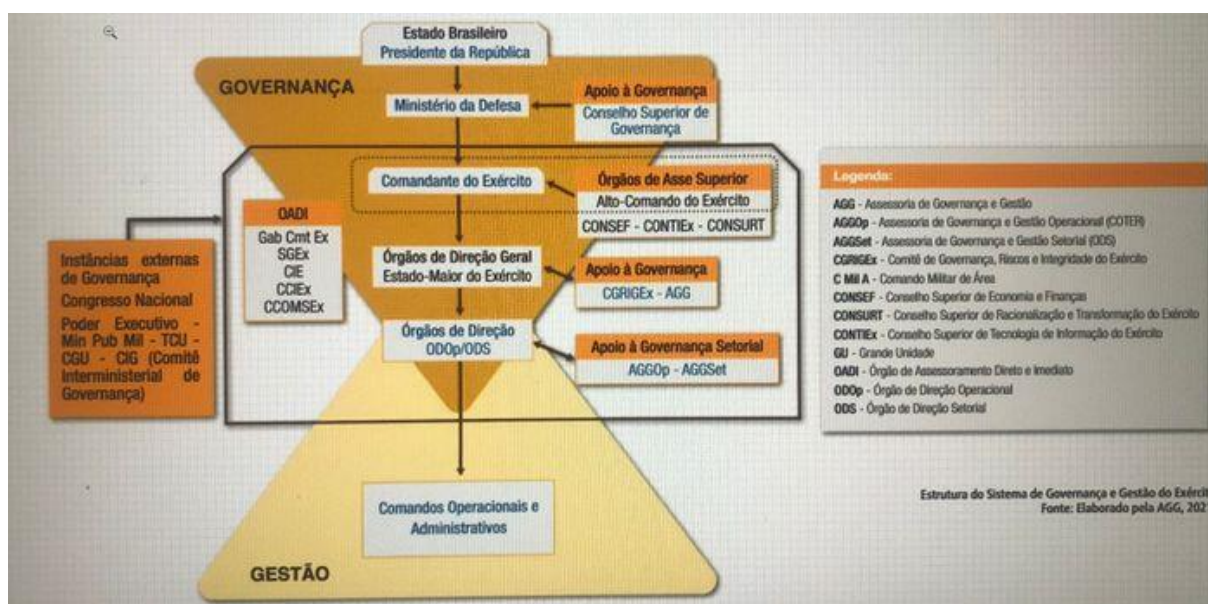 Estado Brasileiro
Presidente da República
GOVERNANÇA
Ministério da Defesa
Apoio à Governança
Conselho Superior de
Governança
Comandante do Exército
Órgãos de Asse Superior
Alto-Comando do Exército
CONSEF - CONTIEx - CONSURT
OADI
Gab Cmt Ex
SGEx
CIE
CCIEx
CCOMSEx
Instâncias externas
de Governança
Congresso Nacional
Poder Executivo -
Min Pub Mil - TCU -
CGU - CIG (Comitê
Interministerial de
Governança)
Órgãos de Direção Geral
Estado-Maior do Exército
Apoio à Governança
CGRIGEx - AGG
Órgãos de Direção
ODOp/ODS
Apoio à Governança Setorial
AGGOp - AGGSet
Comandos Operacionais e
Administrativos
GESTÃO
Legenda:
AGG - Assessoria de Governança e Gestão
AGGOp - Assessoria de Governança e Gestão Operacional (COTER)
AGGSet - Assessoria de Governança e Gestão Setorial (ODS)
CGRIGEx - Comitê de Governança, Riscos e Integridade do Exército
C Mil A - Comando Militar de Área
CONSEF - Conselho Superior de Economia e Finanças
CONSURT - Conselho Superior de Racionalização e Transformação do Exército
CONTIEx - Conselho Superior de Tecnologia de Informação do Exército
GU - Grande Unidade
OADI - Órgão de Assessoramento Direto e Imediato
ODOp - Órgão de Direção Operacional
ODS - Órgão de Direção Setorial
Estrutura do Sistema de Governança e Gestão do Exércit
Fonte: Elaborado pela AGG, 202